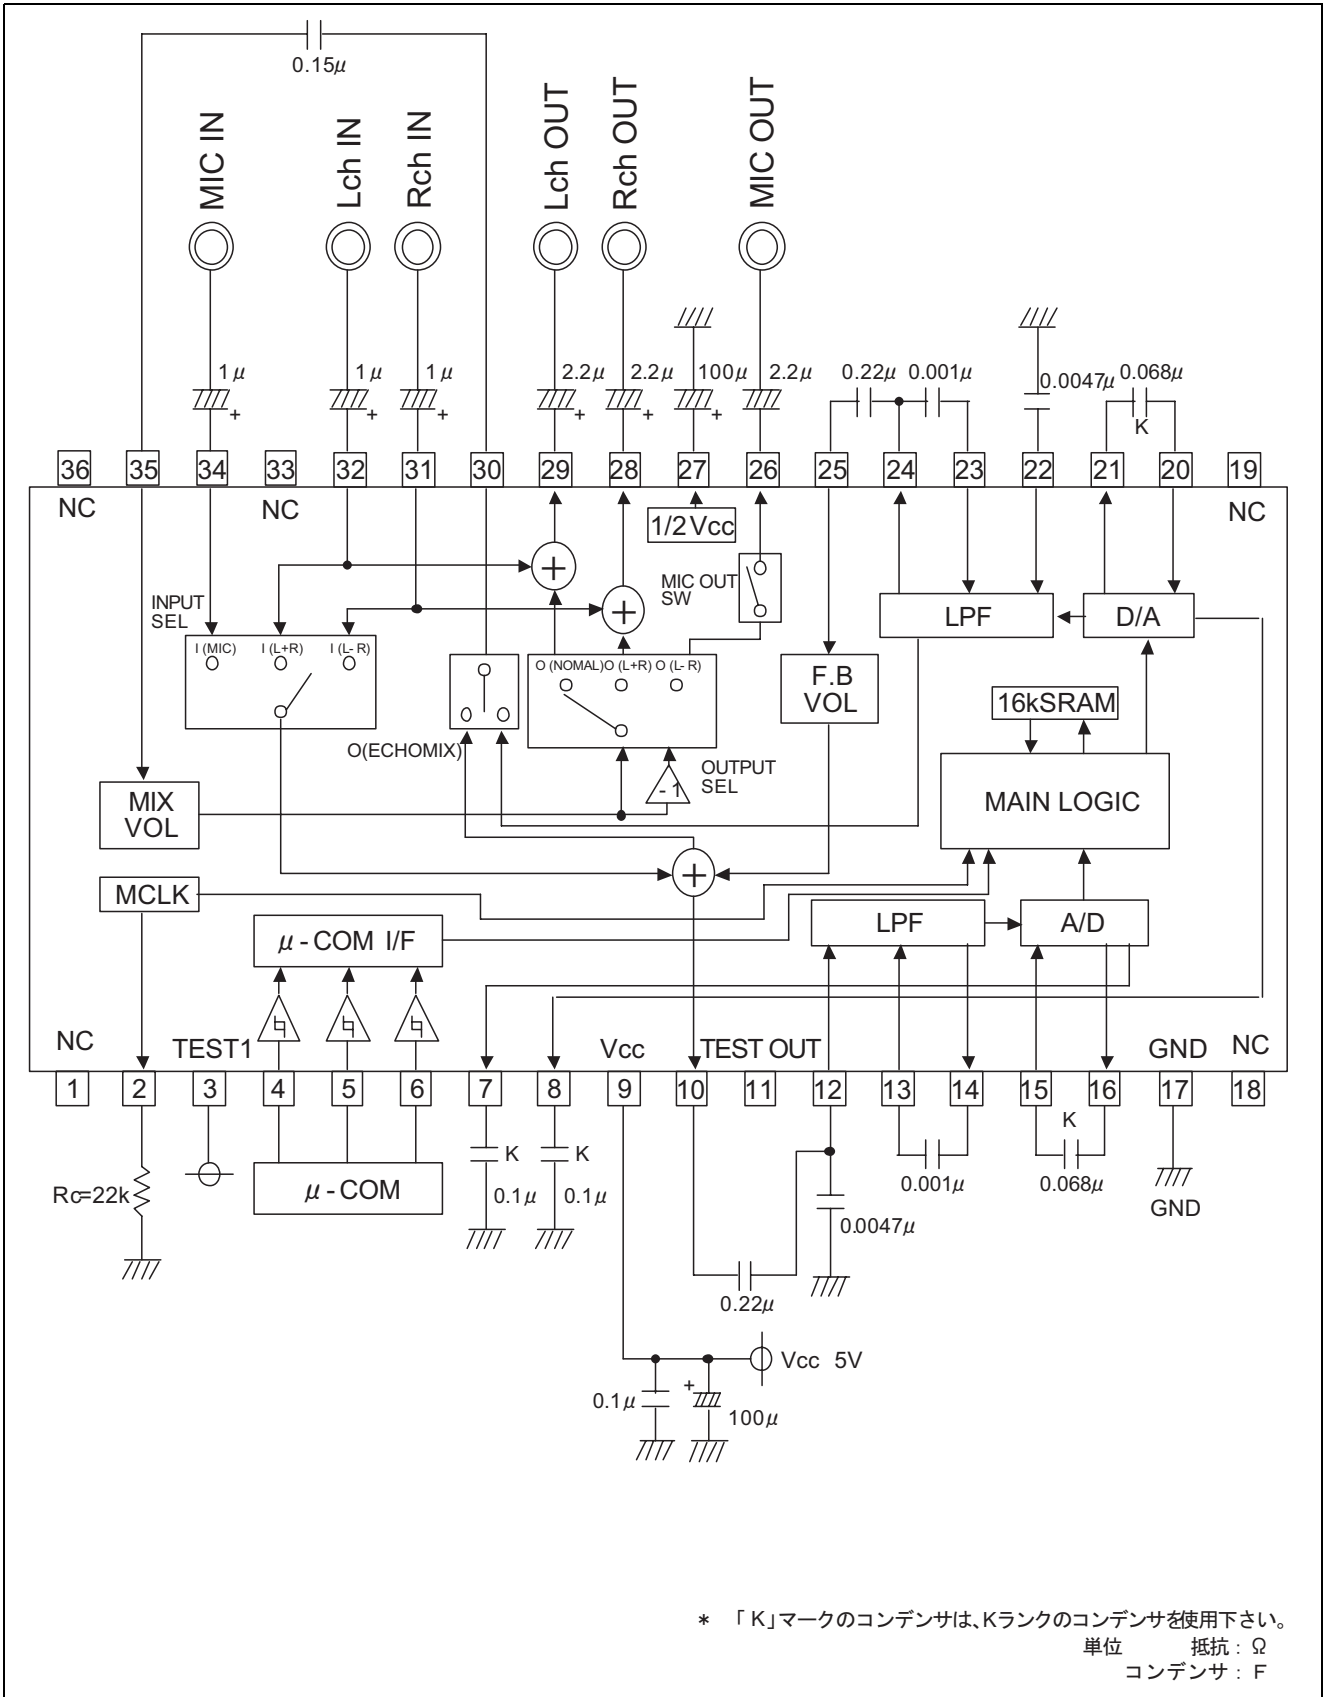 0.15μ
MIC IN
Lch IN
Rch IN
Lch OUT
Rch OUT
MIC OUT
1μ
+
1μ
+
1μ
+
2.2μ
+
2.2μ
+
100μ
+
2.2μ
0.22μ
0.001μ
0.0047μ
0.068μ
K
36 35 34 33 32 31 30 29 28 27 26 25 24 23 22 21 20 19
NC
NC
NC
1/2 Vcc
+
+
MIC OUT
SW
INPUT
SEL
I (MIC)
I (L+R)
I (L- R)
O (NOMAL)
O (L+R)
O (L- R)
O(ECHOMIX)
OUTPUT
SEL
- 1
F.B
VOL
LPF
D/A
16kSRAM
MAIN LOGIC
MIX
VOL
+
MCLK
μ - COM I/F
LPF
A/D
NC
TEST1
Vcc
TEST OUT
GND
NC
1 2 3 4 5 6 7 8 9 10 11 12 13 14 15 16 17 18
Rc=22k
μ - COM
K
0.1μ
K
0.1μ
0.22μ
0.0047μ
0.001μ
K
0.068μ
GND
Vcc 5V
0.1μ
+
100μ
* 「K」マークのコンデンサは、Kランクのコンデンサを使用下さい。
単位 抵抗 : Ω
コンデンサ : F